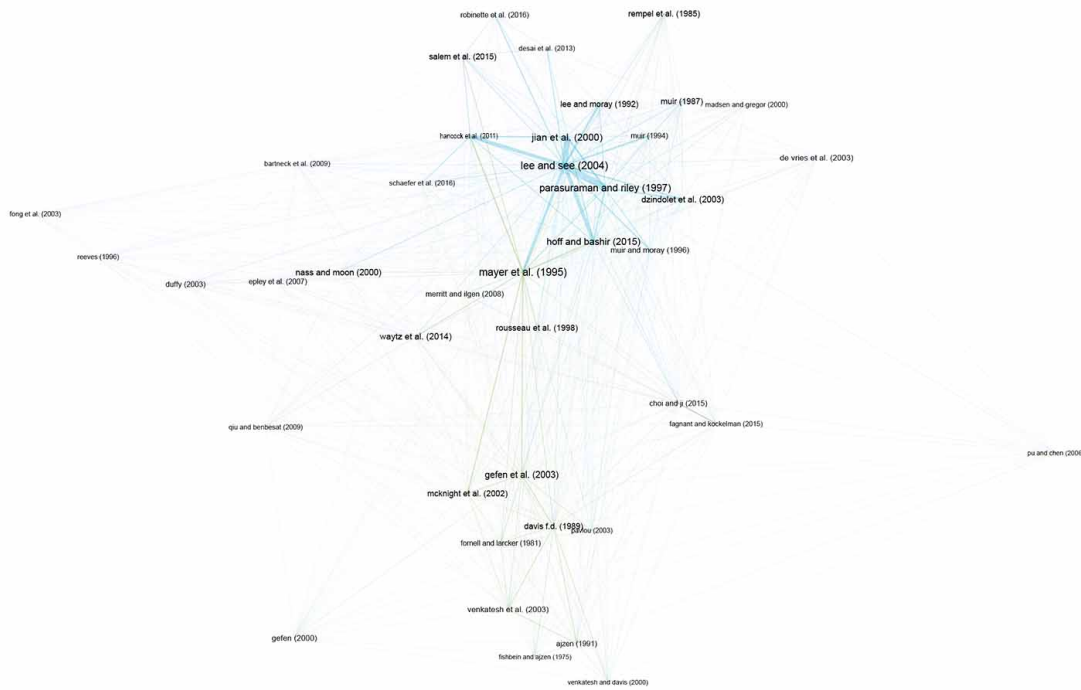 robinette et al. (2016)
rempel et al. (1985)
desai et al. (2013)
salem et al. (2015)
lee and moray (1992)
muir (1987)
madsen and gregor (2000)
hancock et al. (2011)
jian et al. (2000)
muir (1994)
bartneck et al. (2009)
lee and see (2004)
de vries et al. (2003)
schaefer et al. (2016)
parasuraman and riley (1997)
dzindolet et al. (2003)
fong et al. (2003)
hoff and bashir (2015)
muir and moray (1996)
reeves (1996)
nass and moon (2000)
mayer et al. (1995)
duffy (2003)
epley et al. (2007)
merritt and ilgen (2008)
rousseau et al. (1998)
waytz et al. (2014)
choi and ji (2015)
fagnant and kockelman (2015)
qiu and benbesat (2009)
pu and chen (2006
gefen et al. (2003)
mcknight et al. (2002)
davis f.d. (1989)
pavlou (2003)
fornell and larcker (1981)
venkatesh et al. (2003)
gefen (2000)
ajzen (1991)
fishbein and ajzen (1975)
venkatesh and davis (2000)